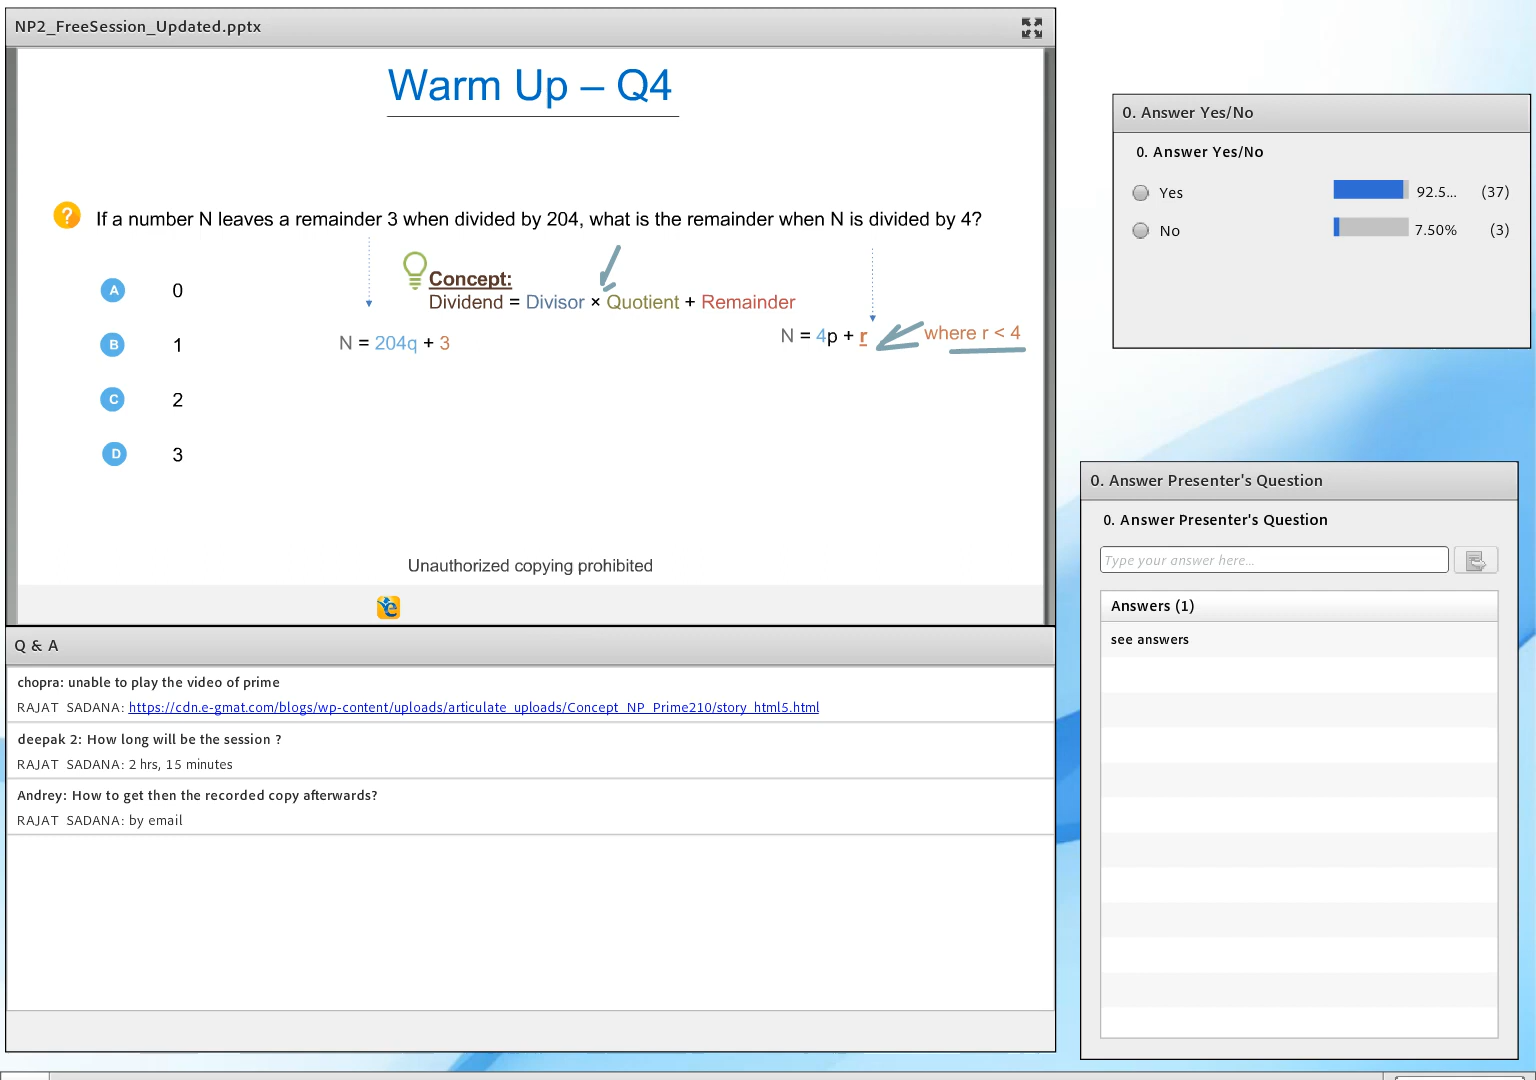 NP2_FreeSession_Updated.pptx
Warm Up – Q4
? If a number N leaves a remainder 3 when divided by 204, what is the remainder when N is divided by 4?
Concept:
Dividend = Divisor × Quotient + Remainder
A 0
N = 204q + 3
N = 4p + r where r < 4
B 1
C 2
D 3
Unauthorized copying prohibited
e
Q & A
chopra: unable to play the video of prime
RAJAT SADANA: https://cdn.e-gmat.com/blogs/wp-content/uploads/articulate_uploads/Concept_NP_Prime210/story_html5.html
deepak 2: How long will be the session ?
RAJAT SADANA: 2 hrs, 15 minutes
Andrey: How to get then the recorded copy afterwards?
RAJAT SADANA: by email
0. Answer Yes/No
0. Answer Yes/No
Yes 92.5... (37)
No 7.50% (3)
0. Answer Presenter's Question
0. Answer Presenter's Question
Type your answer here...
Answers (1)
see answers